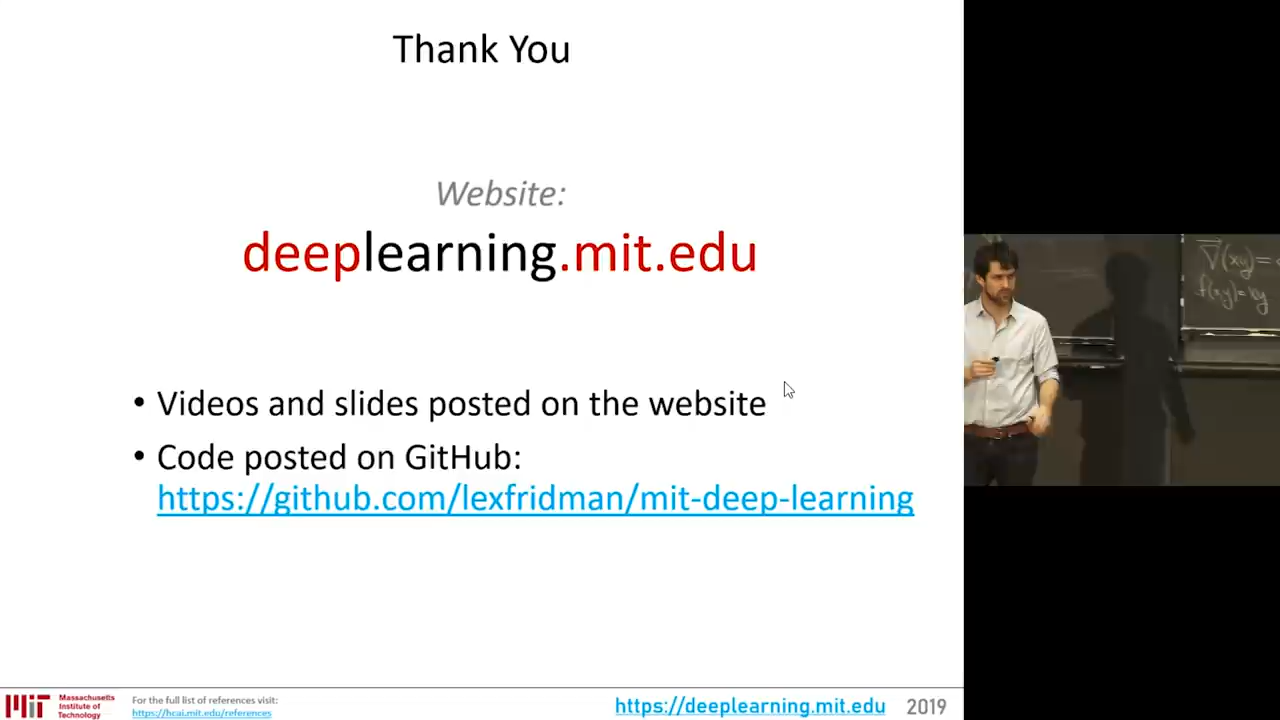 Thank You
Website:
deeplearning.mit.edu
• Videos and slides posted on the website
• Code posted on GitHub:
https://github.com/lexfridman/mit-deep-learning
MIT
Massachusetts
Institute of
Technology
For the full list of references visit:
https://hcai.mit.edu/references
https://deeplearning.mit.edu
2019